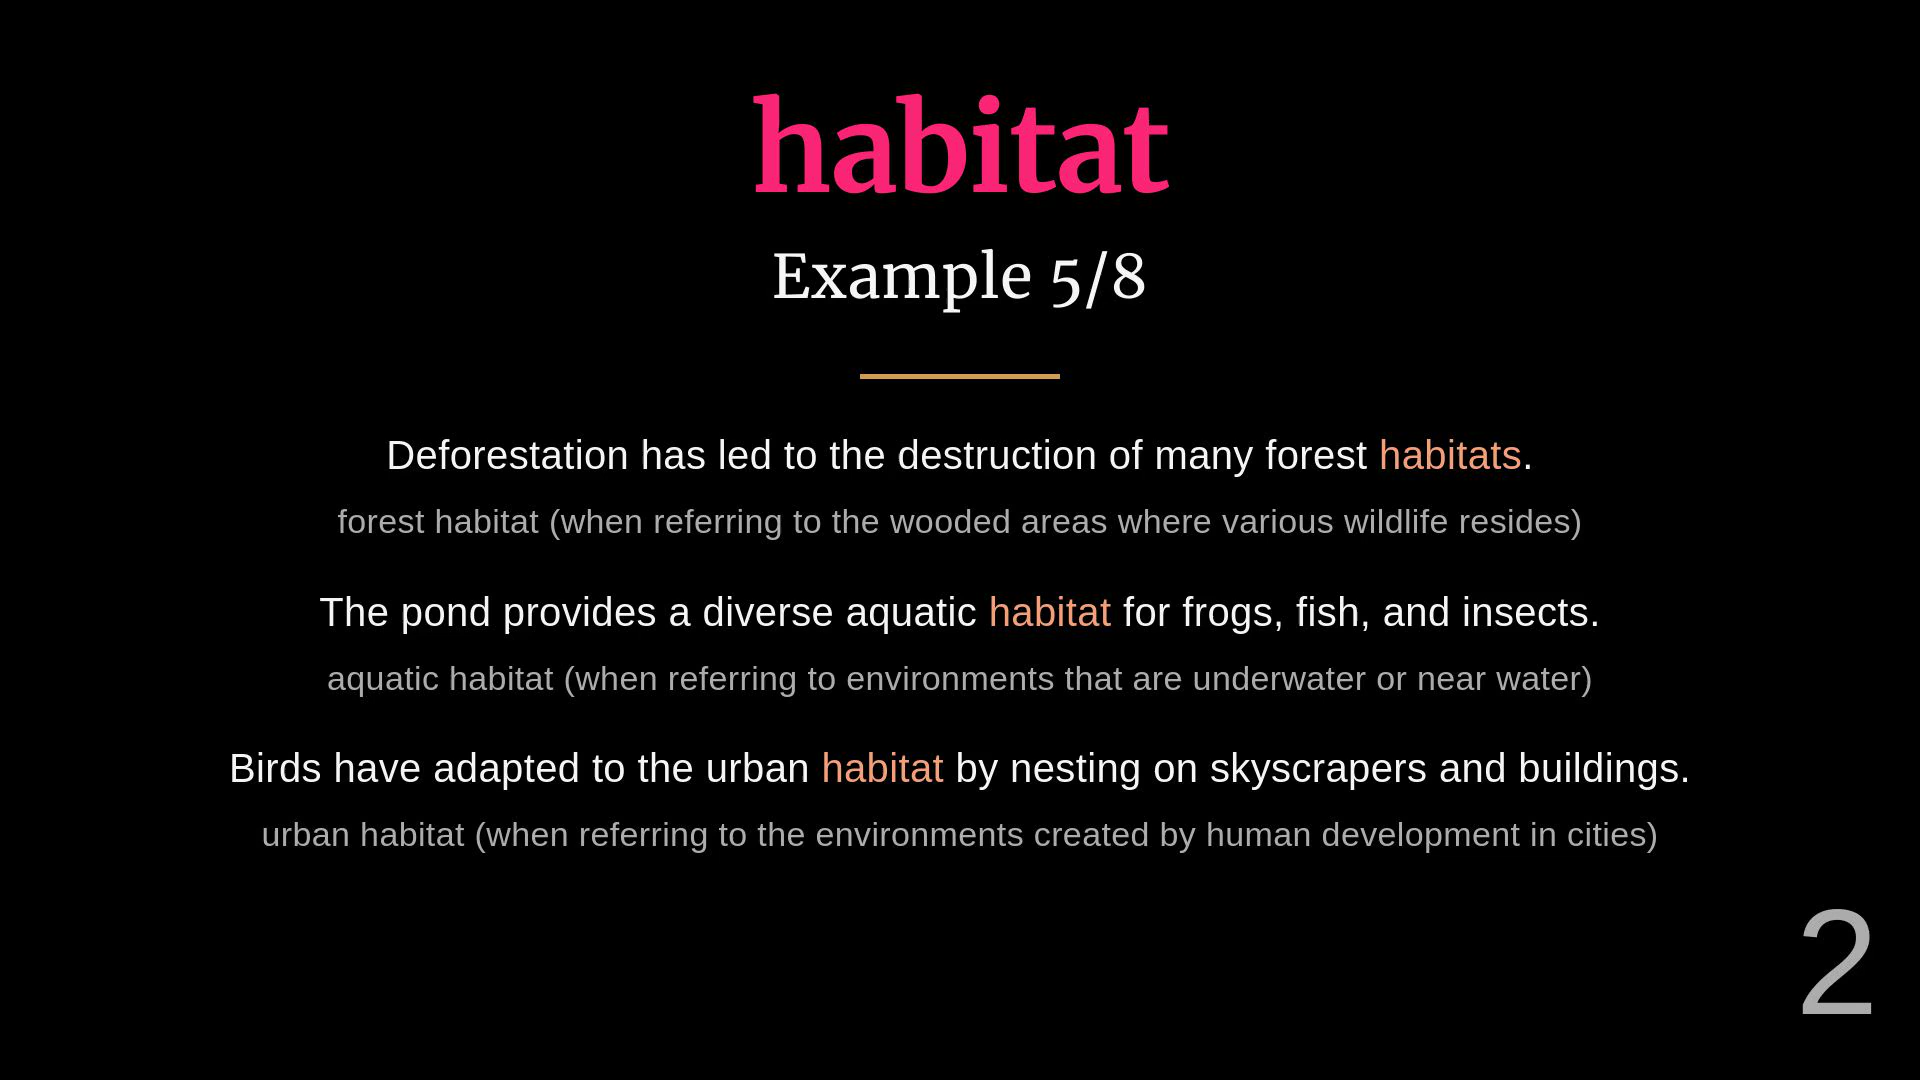 habitat
Example 5/8
Deforestation has led to the destruction of many forest habitats.
forest habitat (when referring to the wooded areas where various wildlife resides)
The pond provides a diverse aquatic habitat for frogs, fish, and insects.
aquatic habitat (when referring to environments that are underwater or near water)
Birds have adapted to the urban habitat by nesting on skyscrapers and buildings.
urban habitat (when referring to the environments created by human development in cities)
2